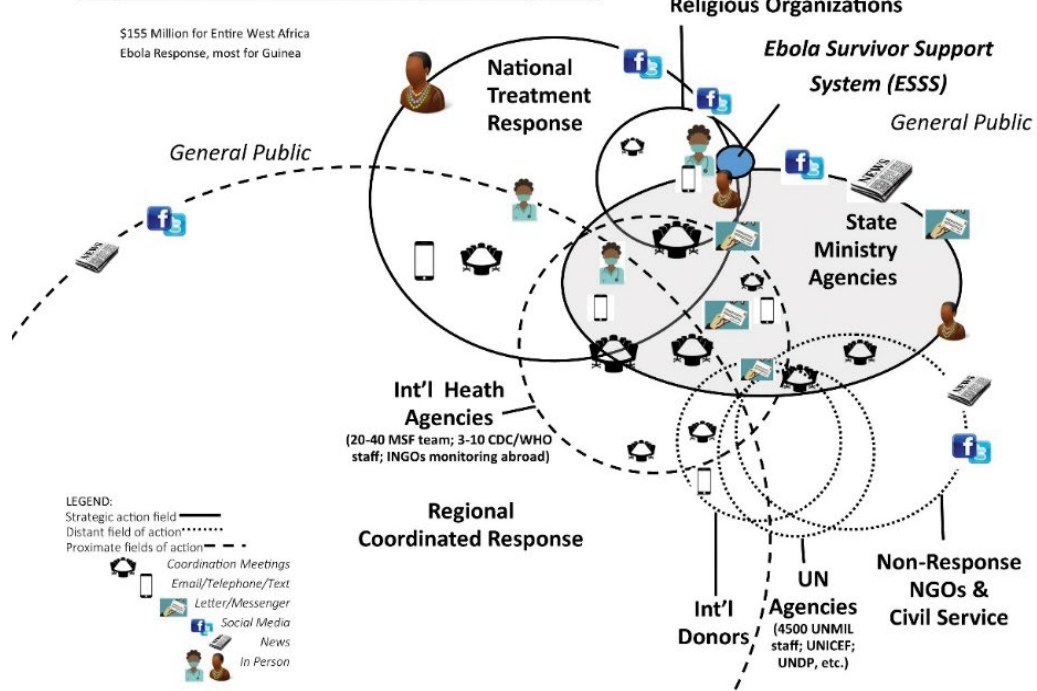 Religious Organizations
$155 Million for Entire West Africa
Ebola Response, most for Guinea
National
Treatment
Response
Ebola Survivor Support
System (ESSS)
General Public
General Public
State
Ministry
Agencies
NEWS
NEWS
NEWS
Int'l Heath
Agencies
(20-40 MSF team; 3-10 CDC/WHO
staff; INGOs monitoring abroad)
Regional
Coordinated Response
Int'l
Donors
UN
Agencies
(4500 UNMIL
staff; UNICEF;
UNDP, etc.)
Non-Response
NGOs &
Civil Service
LEGEND:
Strategic action field
Distant field of action
Proximate fields of action
Coordination Meetings
Email/Telephone/Text
Letter/Messenger
Social Media
News
In Person